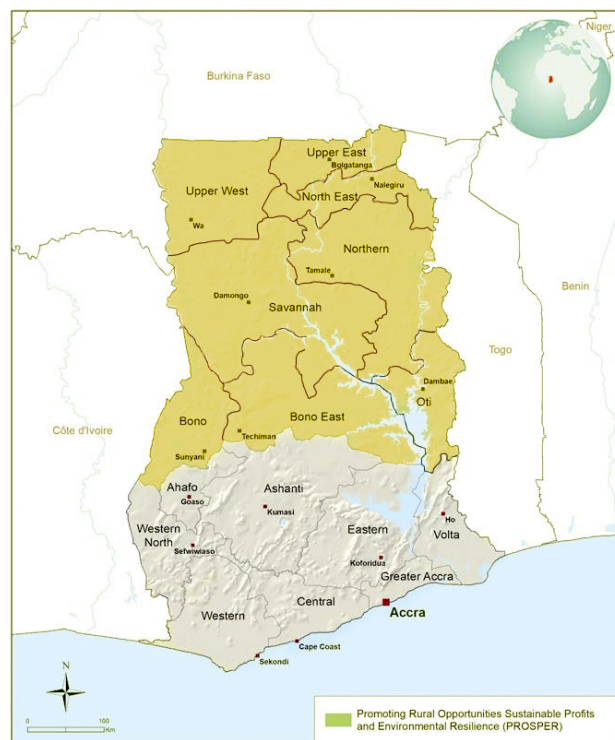 Niger
Burkina Faso
Upper East
Bolgatanga
Nalegiru
Upper West
North East
Wa
Northern
Tamale
Benin
Damongo
Savannah
Togo
Dambae
Oti
Bono
Bono East
Techiman
Côte d'Ivoire
Sunyani
Ahafo
Goaso
Ashanti
Kumasi
Western
North
Eastern
Ho
Volta
Sefwiwiaso
Koforidua
Greater Accra
Central
Western
Accra
Cape Coast
Sekondi
N
0 100
Km
Promoting Rural Opportunities Sustainable Profits
and Environmental Resilience (PROSPER)